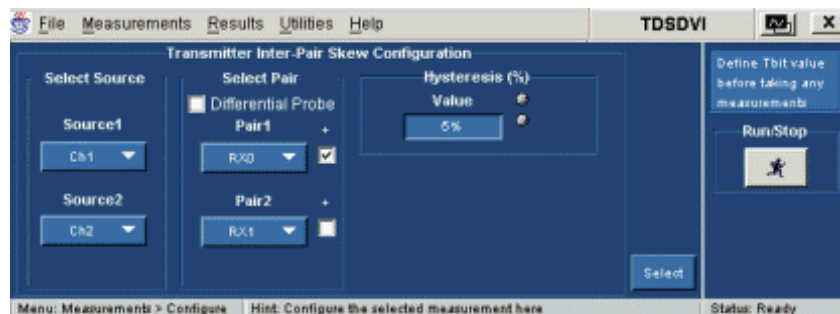 File Measurements Results Utilities Help TDSDVI X
Transmitter Inter-Pair Skew Configuration
Select Source
Source1
Ch1
Source2
Ch2
Select Pair
Differential Probe
Pair1 +
RX0
Pair2 +
RX1
Hysteresis (%)
Value
5%
Select
Define Tbit value
before taking any
measurements
Run/Stop
Menu: Measurements > Configure
Hint: Configure the selected measurement here
Status: Ready